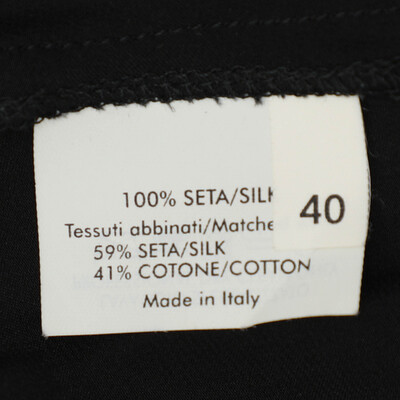 100% SETA/SILK
40
Tessuti abbinati/Matche
59% SETA/SILK
41% COTONE/COTTON
Made in Italy